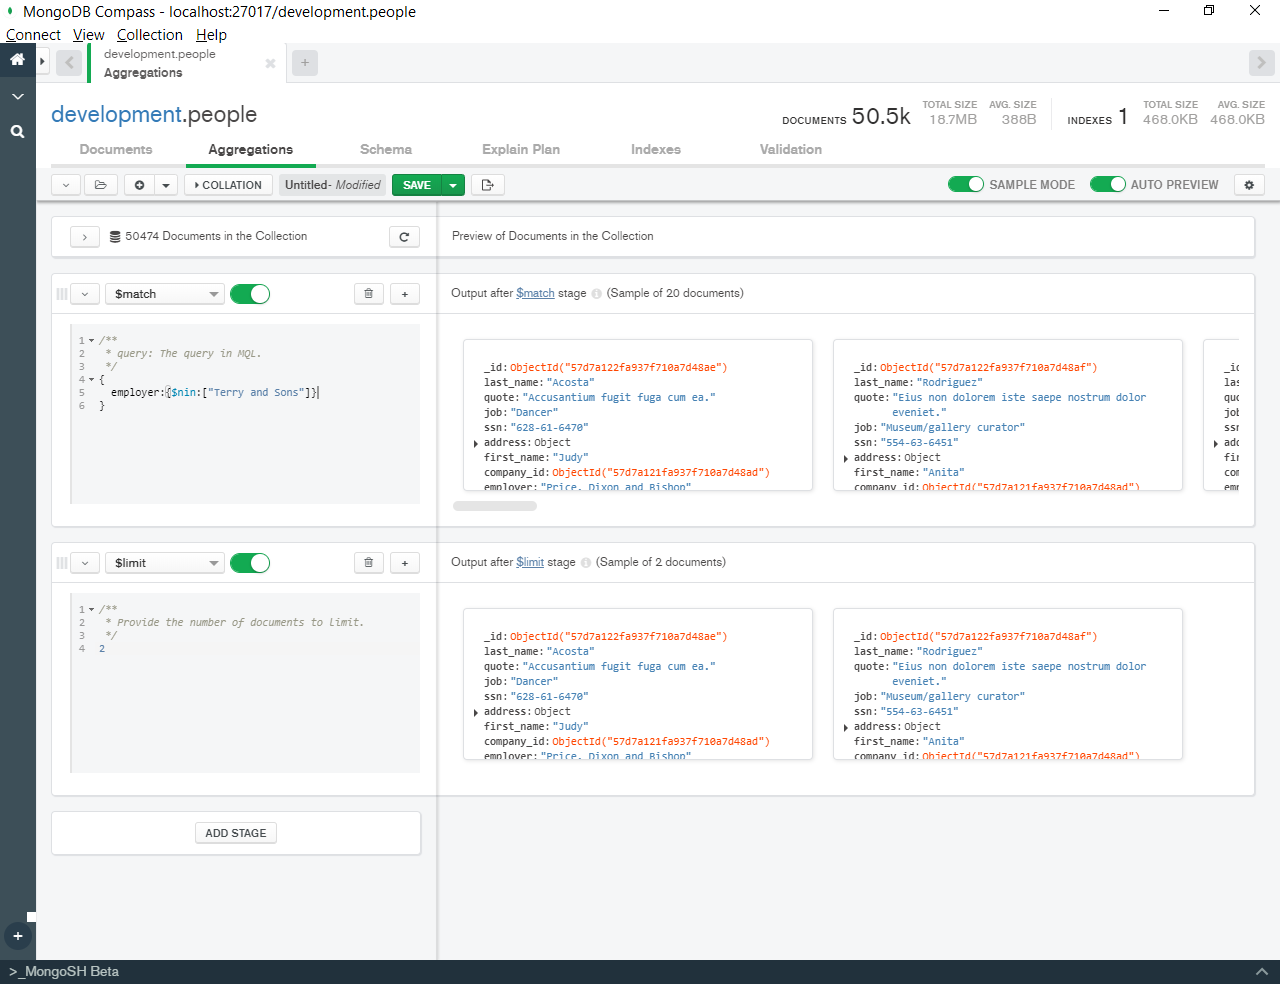 MongoDB Compass - localhost:27017/development.people
Connect View Collection Help
development.people
Aggregations
development.people
DOCUMENTS 50.5k TOTAL SIZE 18.7MB AVG. SIZE 388B INDEXES 1 TOTAL SIZE 468.0KB AVG. SIZE 468.0KB
Documents Aggregations Schema Explain Plan Indexes Validation
COLLATION Untitled- Modified SAVE SAMPLE MODE AUTO PREVIEW
50474 Documents in the Collection
Preview of Documents in the Collection
$match
Output after $match stage (Sample of 20 documents)
1 /**
2 * query: The query in MQL.
3 */
4 {
5 employer:{$nin:["Terry and Sons"]}
6 }
_id: ObjectId("57d7a122fa937f710a7d48ae")
last_name: "Acosta"
quote: "Accusantium fugit fuga cum ea."
job: "Dancer"
ssn: "628-61-6470"
address: Object
first_name: "Judy"
company_id: ObjectId("57d7a121fa937f710a7d48ad")
employer: "Price, Dixon and Bishop"
_id: ObjectId("57d7a122fa937f710a7d48af")
last_name: "Rodriguez"
quote: "Eius non dolorem iste saepe nostrum dolor
eveniet."
job: "Museum/gallery curator"
ssn: "554-63-6451"
address: Object
first_name: "Anita"
company_id: ObjectId("57d7a121fa937f710a7d48ad")
_id
las
quo
job
ssn
add
fir
com
emp
$limit
Output after $limit stage (Sample of 2 documents)
1 /**
2 * Provide the number of documents to limit.
3 */
4 2
_id: ObjectId("57d7a122fa937f710a7d48ae")
last_name: "Acosta"
quote: "Accusantium fugit fuga cum ea."
job: "Dancer"
ssn: "628-61-6470"
address: Object
first_name: "Judy"
company_id: ObjectId("57d7a121fa937f710a7d48ad")
employer: "Price, Dixon and Bishop"
_id: ObjectId("57d7a122fa937f710a7d48af")
last_name: "Rodriguez"
quote: "Eius non dolorem iste saepe nostrum dolor
eveniet."
job: "Museum/gallery curator"
ssn: "554-63-6451"
address: Object
first_name: "Anita"
company_id: ObjectId("57d7a121fa937f710a7d48ad")
ADD STAGE
>_MongoSH Beta